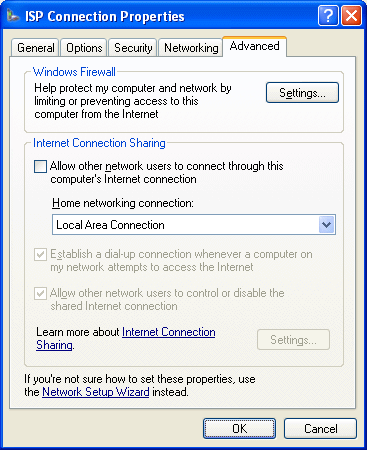 ISP Connection Properties
General Options Security Networking Advanced
Windows Firewall
Help protect my computer and network by
limiting or preventing access to this
computer from the Internet
Settings...
Internet Connection Sharing
Allow other network users to connect through this
computer's Internet connection
Home networking connection:
Local Area Connection
Establish a dial-up connection whenever a computer on
my network attempts to access the Internet
Allow other network users to control or disable the
shared Internet connection
Learn more about Internet Connection
Sharing.
Settings...
If you're not sure how to set these properties, use
the Network Setup Wizard instead.
OK Cancel